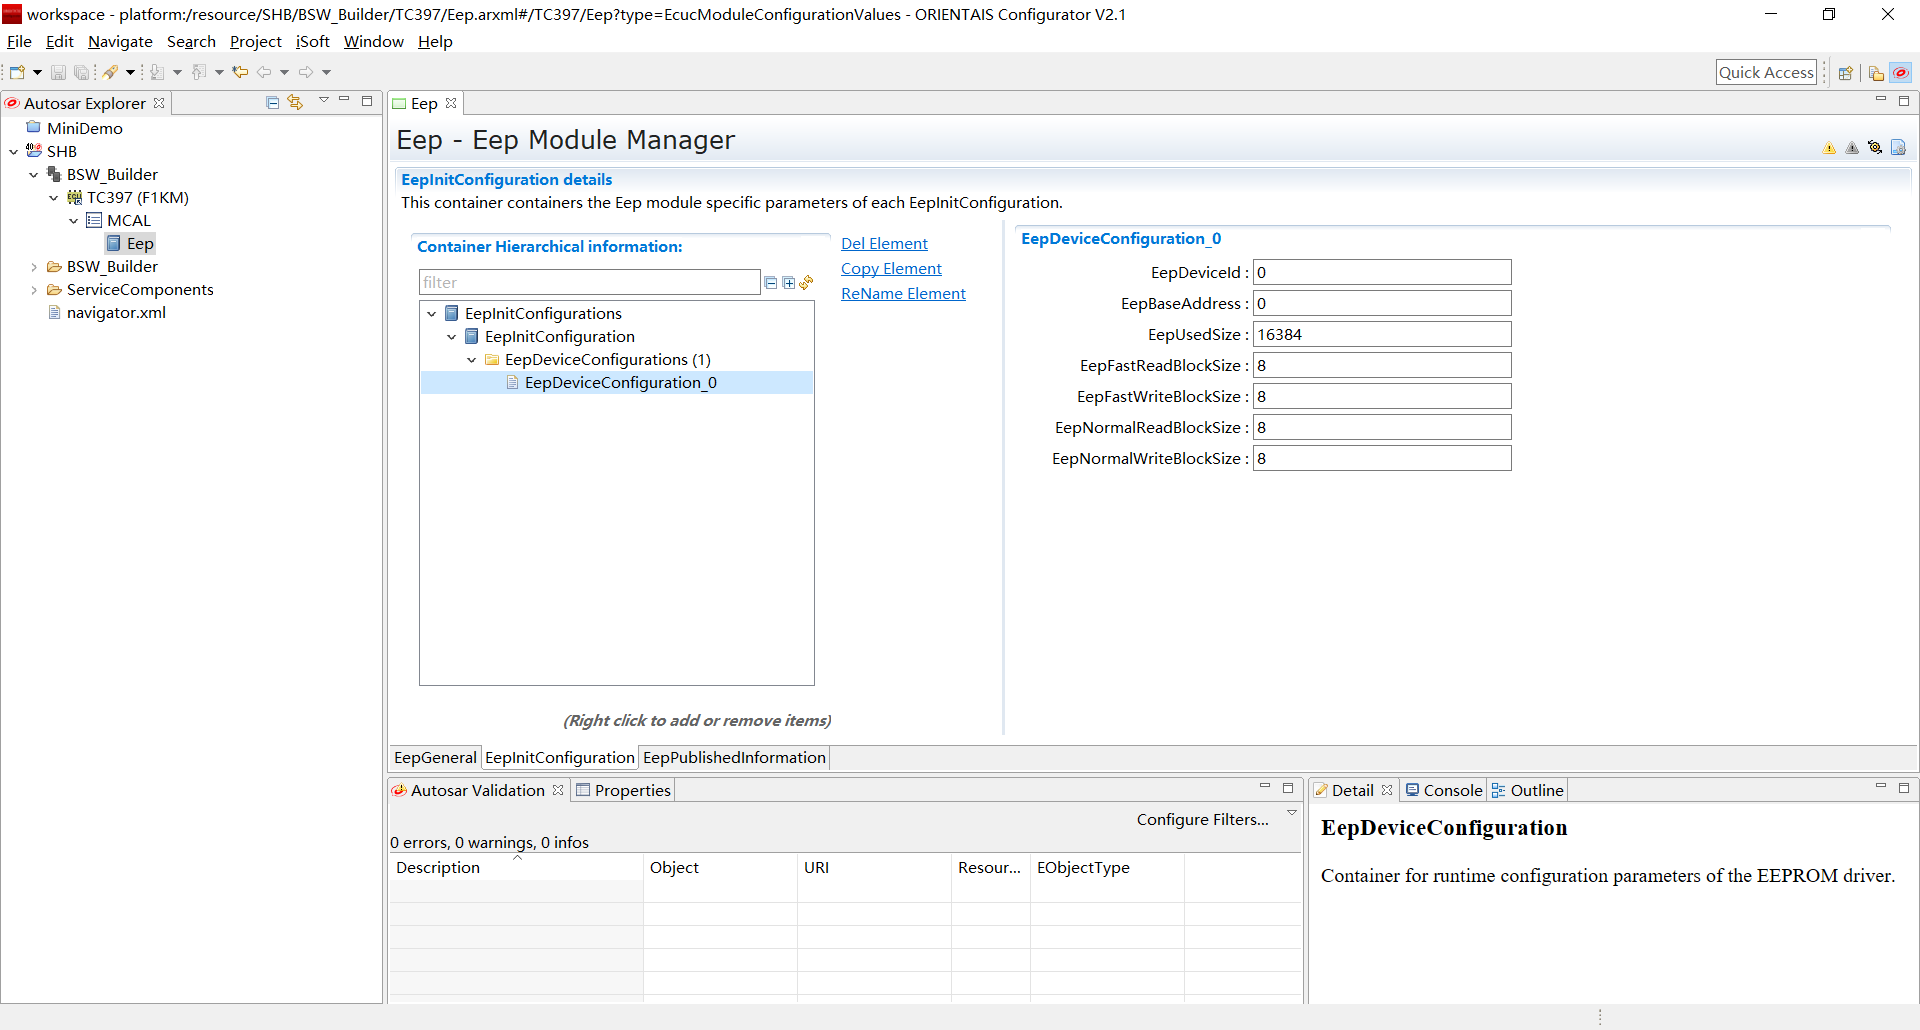 workspace - platform:/resource/SHB/BSW_Builder/TC397/Eep.arxml#/TC397/Eep?type=EcucModuleConfigurationValues - ORIENTAIS Configurator V2.1
File Edit Navigate Search Project iSoft Window Help
Quick Access
Autosar Explorer
MiniDemo
SHB
BSW_Builder
TC397 (F1KM)
MCAL
Eep
BSW_Builder
ServiceComponents
navigator.xml
Eep
Eep - Eep Module Manager
EepInitConfiguration details
This container containers the Eep module specific parameters of each EepInitConfiguration.
Container Hierarchical information:
filter
EepInitConfigurations
EepInitConfiguration
EepDeviceConfigurations (1)
EepDeviceConfiguration_0
(Right click to add or remove items)
Del Element
Copy Element
ReName Element
EepDeviceConfiguration_0
EepDeviceId : 0
EepBaseAddress : 0
EepUsedSize : 16384
EepFastReadBlockSize : 8
EepFastWriteBlockSize : 8
EepNormalReadBlockSize : 8
EepNormalWriteBlockSize : 8
EepGeneral EepInitConfiguration EepPublishedInformation
Autosar Validation Properties
Configure Filters...
0 errors, 0 warnings, 0 infos
Description Object URI Resour... EObjectType
Detail Console Outline
EepDeviceConfiguration
Container for runtime configuration parameters of the EEPROM driver.